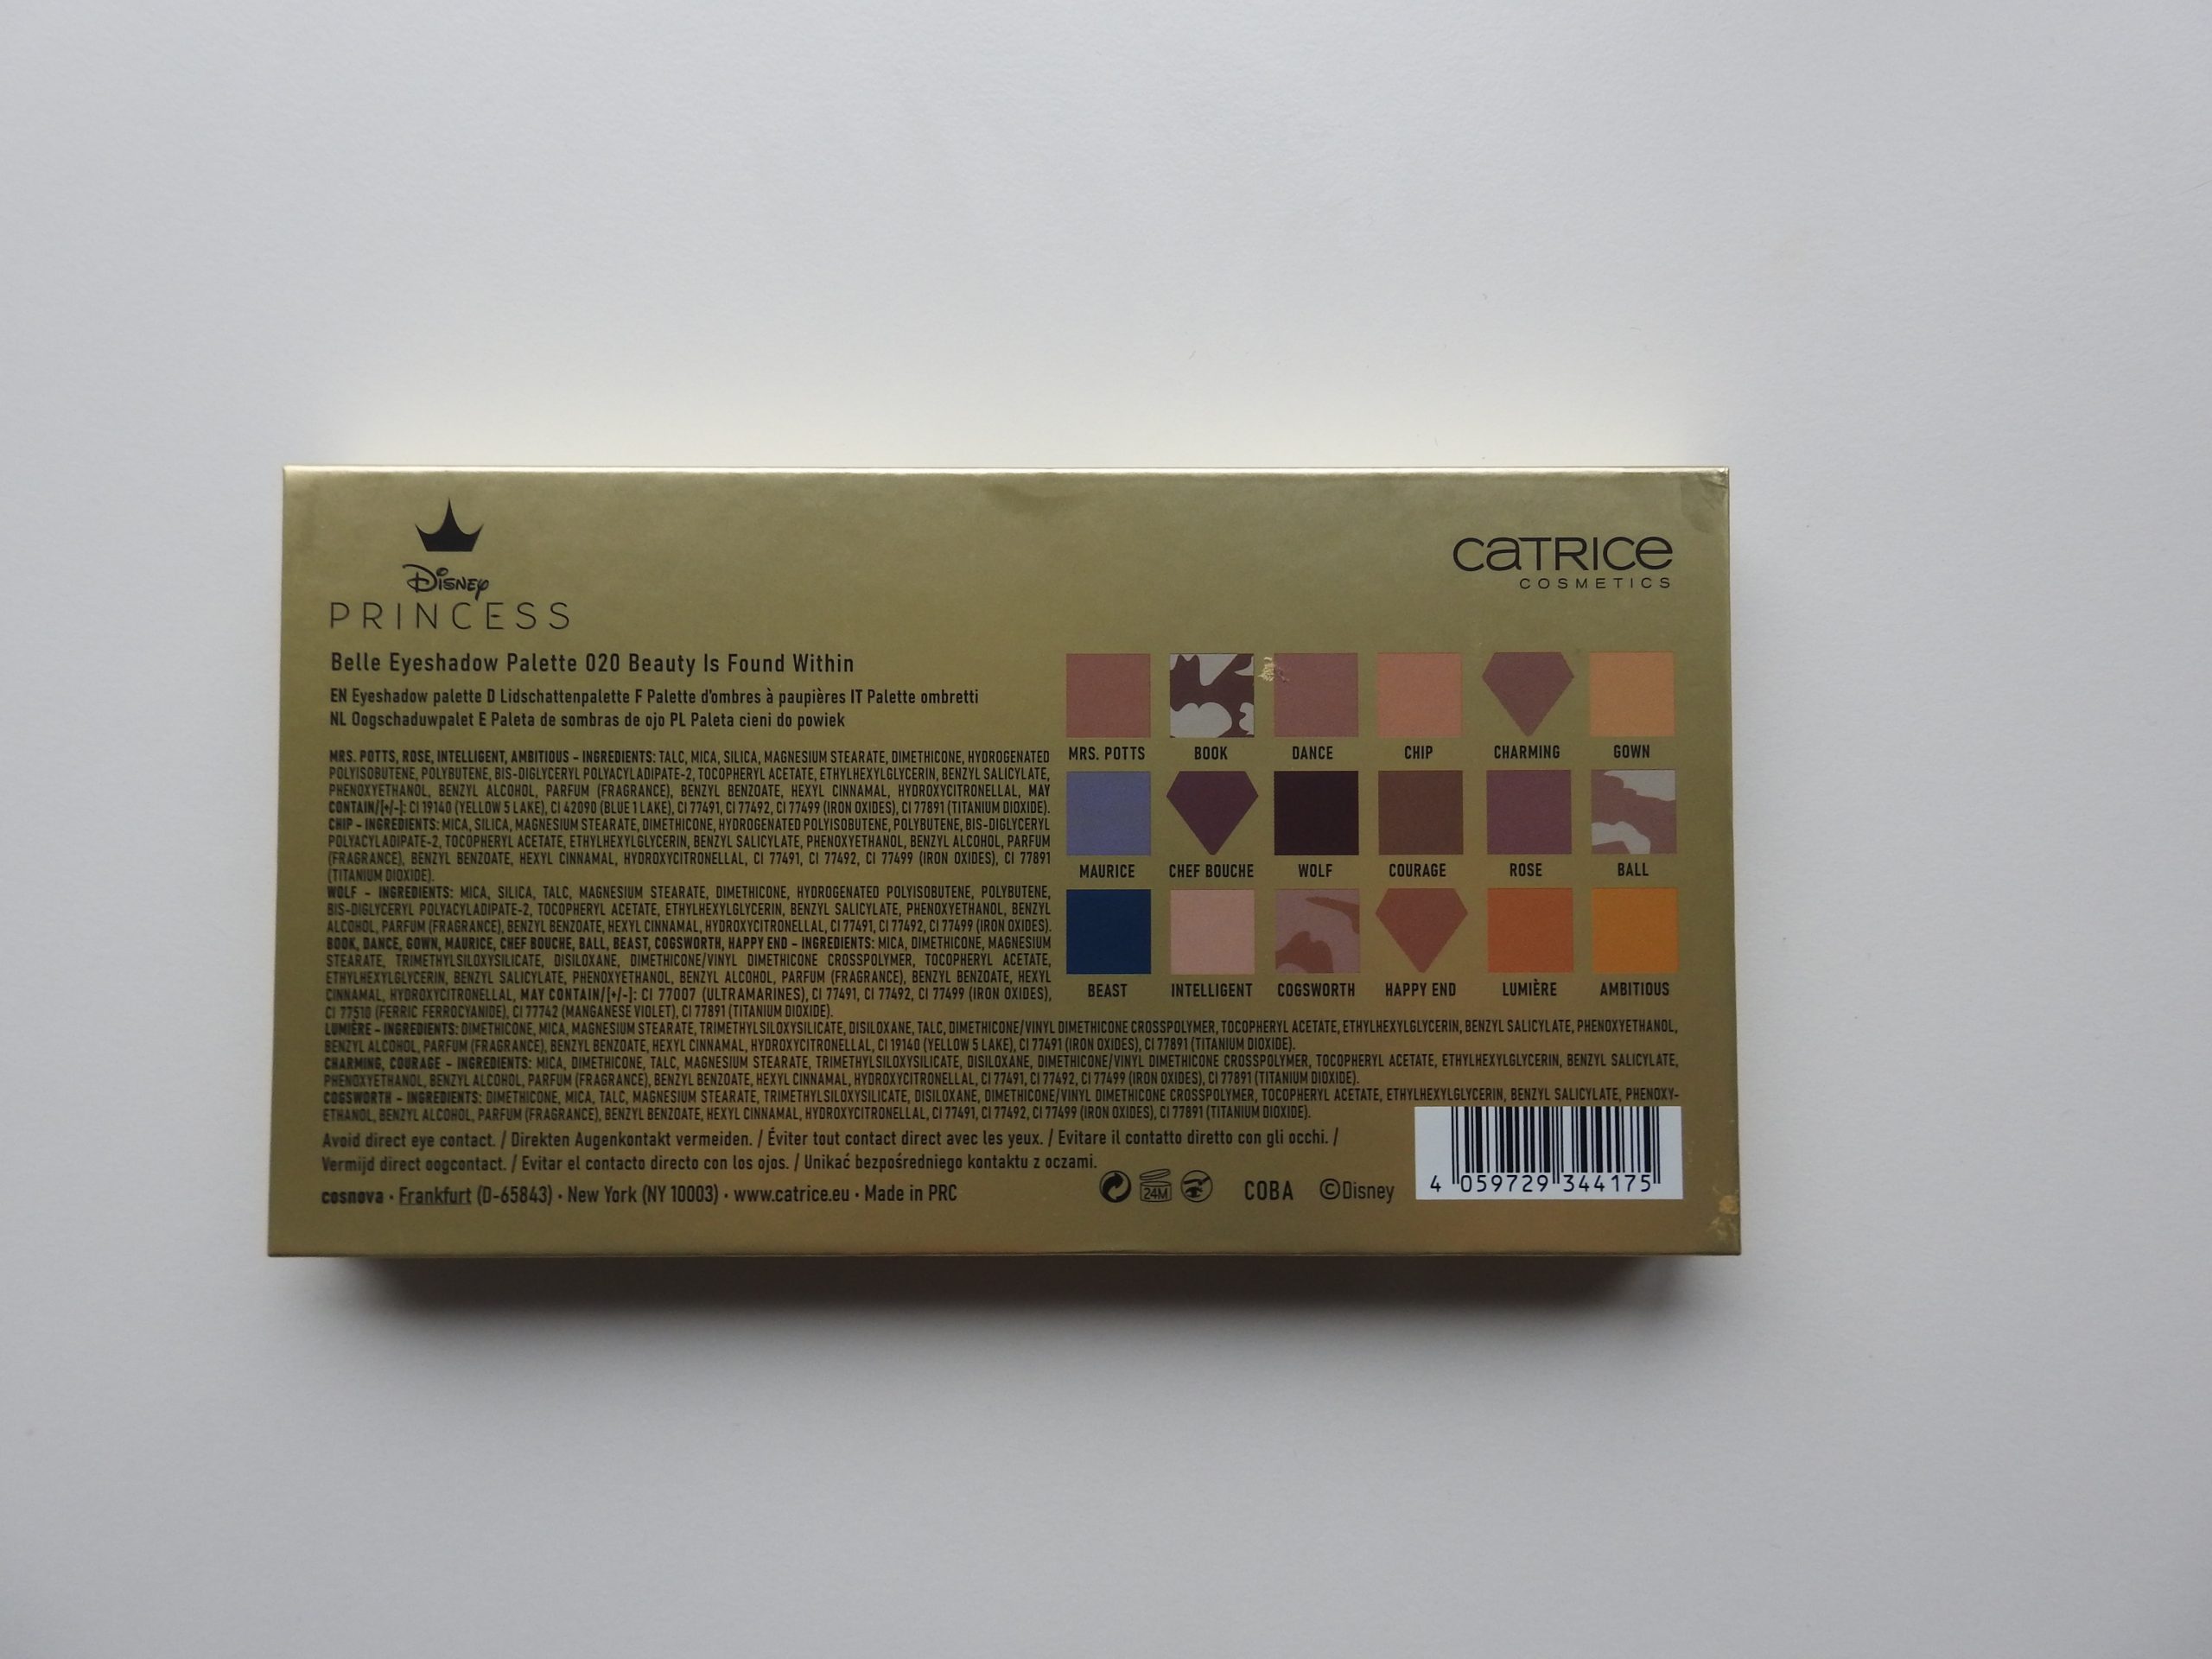 Disney
PRINCESS
CATRICE
COSMETICS
Belle Eyeshadow Palette 020 Beauty Is Found Within
EN Eyeshadow palette D Lidschattenpalette F Palette d'ombres à paupières IT Palette ombretti
NL Oogschaduwpalet E Paleta de sombras de ojo PL Paleta cieni do powiek
MRS. POTTS, ROSE, INTELLIGENT, AMBITIOUS - INGREDIENTS: TALC, MICA, SILICA, MAGNESIUM STEARATE, DIMETHICONE, HYDROGENATED
POLYISOBUTENE, POLYBUTENE, BIS-DIGLYCERYL POLYACYLADIPATE-2, TOCOPHERYL ACETATE, ETHYLHEXYLGLYCERIN, BENZYL SALICYLATE,
PHENOXYETHANOL, BENZYL ALCOHOL, PARFUM (FRAGRANCE), BENZYL BENZOATE, HEXYL CINNAMAL, HYDROXYCITRONELLAL, MAY
CONTAIN/[+/-]: CI 19140 (YELLOW 5 LAKE), CI 42090 (BLUE 1 LAKE), CI 77491, CI 77492, CI 77499 (IRON OXIDES), CI 77891 (TITANIUM DIOXIDE).
CHIP - INGREDIENTS: MICA, SILICA, MAGNESIUM STEARATE, DIMETHICONE, HYDROGENATED POLYISOBUTENE, POLYBUTENE, BIS-DIGLYCERYL
POLYACYLADIPATE-2, TOCOPHERYL ACETATE, ETHYLHEXYLGLYCERIN, BENZYL SALICYLATE, PHENOXYETHANOL, BENZYL ALCOHOL, PARFUM
(FRAGRANCE), BENZYL BENZOATE, HEXYL CINNAMAL, HYDROXYCITRONELLAL, CI 77491, CI 77492, CI 77499 (IRON OXIDES), CI 77891
(TITANIUM DIOXIDE).
WOLF - INGREDIENTS: MICA, SILICA, TALC, MAGNESIUM STEARATE, DIMETHICONE, HYDROGENATED POLYISOBUTENE, POLYBUTENE,
BIS-DIGLYCERYL POLYACYLADIPATE-2, TOCOPHERYL ACETATE, ETHYLHEXYLGLYCERIN, BENZYL SALICYLATE, PHENOXYETHANOL, BENZYL
ALCOHOL, PARFUM (FRAGRANCE), BENZYL BENZOATE, HEXYL CINNAMAL, HYDROXYCITRONELLAL, CI 77491, CI 77492, CI 77499 (IRON OXIDES).
BOOK, DANCE, GOWN, MAURICE, CHEF BOUCHE, BALL, BEAST, COGSWORTH, HAPPY END - INGREDIENTS: MICA, DIMETHICONE, MAGNESIUM
STEARATE, TRIMETHYLSILOXYSILICATE, DISILOXANE, DIMETHICONE/VINYL DIMETHICONE CROSSPOLYMER, TOCOPHERYL ACETATE,
ETHYLHEXYLGLYCERIN, BENZYL SALICYLATE, PHENOXYETHANOL, BENZYL ALCOHOL, PARFUM (FRAGRANCE), BENZYL BENZOATE, HEXYL
CINNAMAL, HYDROXYCITRONELLAL, MAY CONTAIN/[+/-]: CI 77007 (ULTRAMARINES), CI 77491, CI 77492, CI 77499 (IRON OXIDES),
CI 77510 (FERRIC FERROCYANIDE), CI 77742 (MANGANESE VIOLET), CI 77891 (TITANIUM DIOXIDE).
MRS. POTTS BOOK DANCE CHIP CHARMING GOWN
MAURICE CHEF BOUCHE WOLF COURAGE ROSE BALL
BEAST INTELLIGENT COGSWORTH HAPPY END LUMIÈRE AMBITIOUS
LUMIÈRE - INGREDIENTS: DIMETHICONE, MICA, MAGNESIUM STEARATE, TRIMETHYLSILOXYSILICATE, DISILOXANE, TALC, DIMETHICONE/VINYL DIMETHICONE CROSSPOLYMER, TOCOPHERYL ACETATE, ETHYLHEXYLGLYCERIN, BENZYL SALICYLATE, PHENOXYETHANOL,
BENZYL ALCOHOL, PARFUM (FRAGRANCE), BENZYL BENZOATE, HEXYL CINNAMAL, HYDROXYCITRONELLAL, CI 19140 (YELLOW 5 LAKE), CI 77491 (IRON OXIDES), CI 77891 (TITANIUM DIOXIDE).
CHARMING, COURAGE - INGREDIENTS: MICA, DIMETHICONE, TALC, MAGNESIUM STEARATE, TRIMETHYLSILOXYSILICATE, DISILOXANE, DIMETHICONE/VINYL DIMETHICONE CROSSPOLYMER, TOCOPHERYL ACETATE, ETHYLHEXYLGLYCERIN, BENZYL SALICYLATE,
PHENOXYETHANOL, BENZYL ALCOHOL, PARFUM (FRAGRANCE), BENZYL BENZOATE, HEXYL CINNAMAL, HYDROXYCITRONELLAL, CI 77491, CI 77492, CI 77499 (IRON OXIDES), CI 77891 (TITANIUM DIOXIDE).
COGSWORTH - INGREDIENTS: DIMETHICONE, MICA, TALC, MAGNESIUM STEARATE, TRIMETHYLSILOXYSILICATE, DISILOXANE, DIMETHICONE/VINYL DIMETHICONE CROSSPOLYMER, TOCOPHERYL ACETATE, ETHYLHEXYLGLYCERIN, BENZYL SALICYLATE, PHENOXY-
ETHANOL, BENZYL ALCOHOL, PARFUM (FRAGRANCE), BENZYL BENZOATE, HEXYL CINNAMAL, HYDROXYCITRONELLAL, CI 77491, CI 77492, CI 77499 (IRON OXIDES), CI 77891 (TITANIUM DIOXIDE).
Avoid direct eye contact. / Direkten Augenkontakt vermeiden. / Éviter tout contact direct avec les yeux. / Evitare il contatto diretto con gli occhi. /
Vermijd direct oogcontact. / Evitar el contacto directo con los ojos. / Unikać bezpośredniego kontaktu z oczami.
cosnova · Frankfurt (D-65843) · New York (NY 10003) · www.catrice.eu · Made in PRC
24M
COBA ©Disney
4 059729 344175